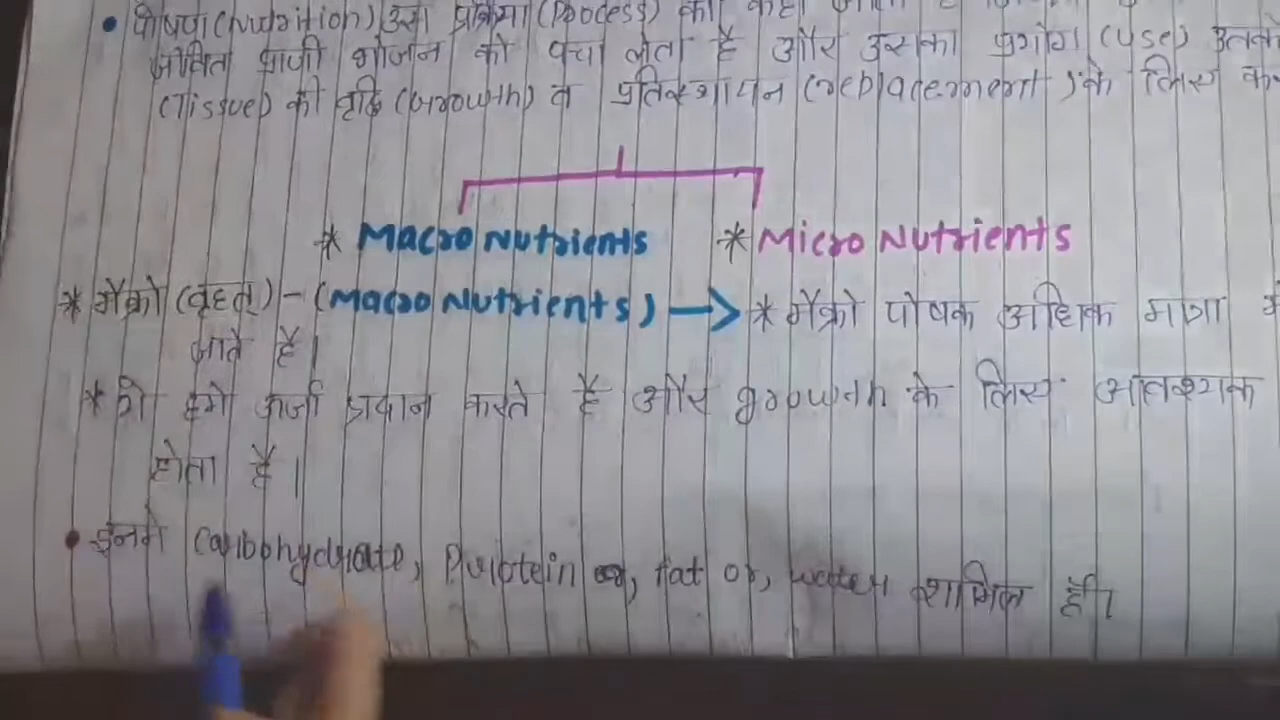 • पोषण (Nutrition) उस प्रक्रिया (Process) को कहा जाता है
जीवित प्राणी भोजन को पचा लेता है और उसका प्रयोग (use) उतको
(Tissue) की वृद्धि (Growth) व प्रतिस्थापन (replacement) के लिए
* Macro Nutrients * Micro Nutrients
* मैक्रो (वृहत्) - (Macro Nutrients) → * मैक्रो पोषक अधिक मात्रा
जाते है।
* ये हमे ऊर्जा प्रदान करते है और growth के लिए आवश्यक
होता है।
• इनमे Carbohydrate, Protein or, fat or, water शामिल हैं।